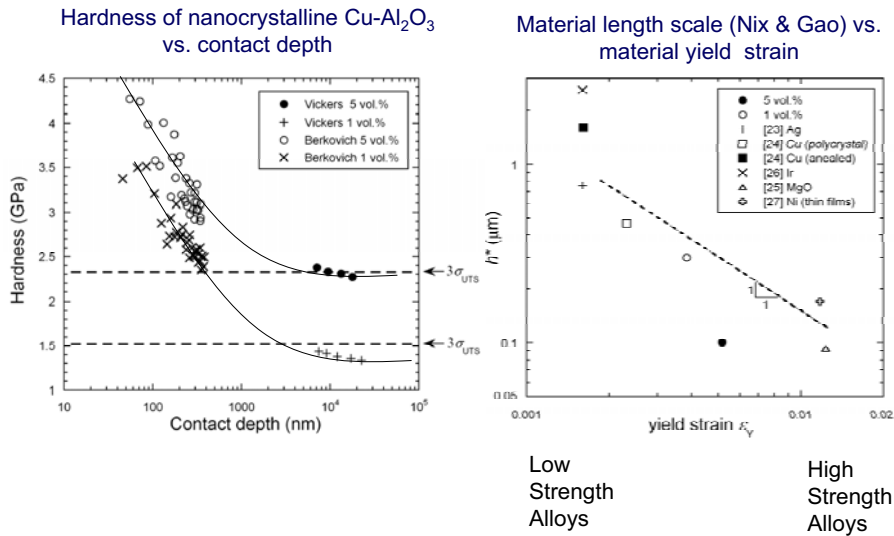 Hardness of nanocrystalline Cu-Al₂O₃
vs. contact depth
4.5
4
3.5
3
2.5
2
1.5
1
Hardness (GPa)
Vickers 5 vol.%
Vickers 1 vol.%
Berkovich 5 vol.%
Berkovich 1 vol.%
3σUTS
3σUTS
10
100
1000
10⁴
10⁵
Contact depth (nm)
Material length scale (Nix & Gao) vs.
material yield strain
h* (μm)
1
0.1
0.05
5 vol.%
1 vol.%
[23] Ag
[24] Cu (polycrystal)
[24] Cu (anealed)
[26] Ir
[25] MgO
[27] Ni (thin films)
1
1
0.001
0.01
0.02
yield strain εY
Low
Strength
Alloys
High
Strength
Alloys